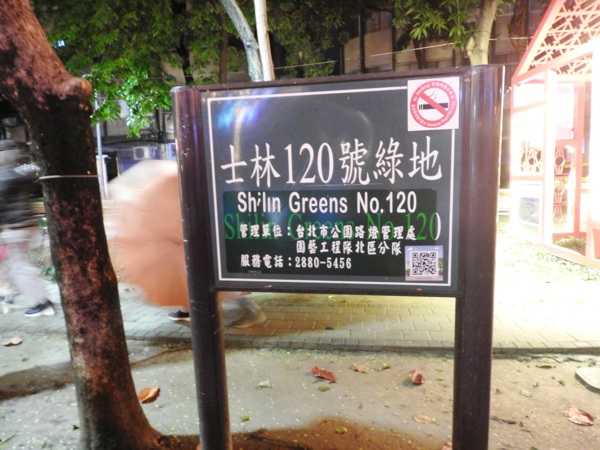 士林120號綠地
Shilin Greens No.120
Shilin Greens No.120
管理單位：台北市公園路燈管理處
園藝工程隊北區分隊
服務電話：2880-5456